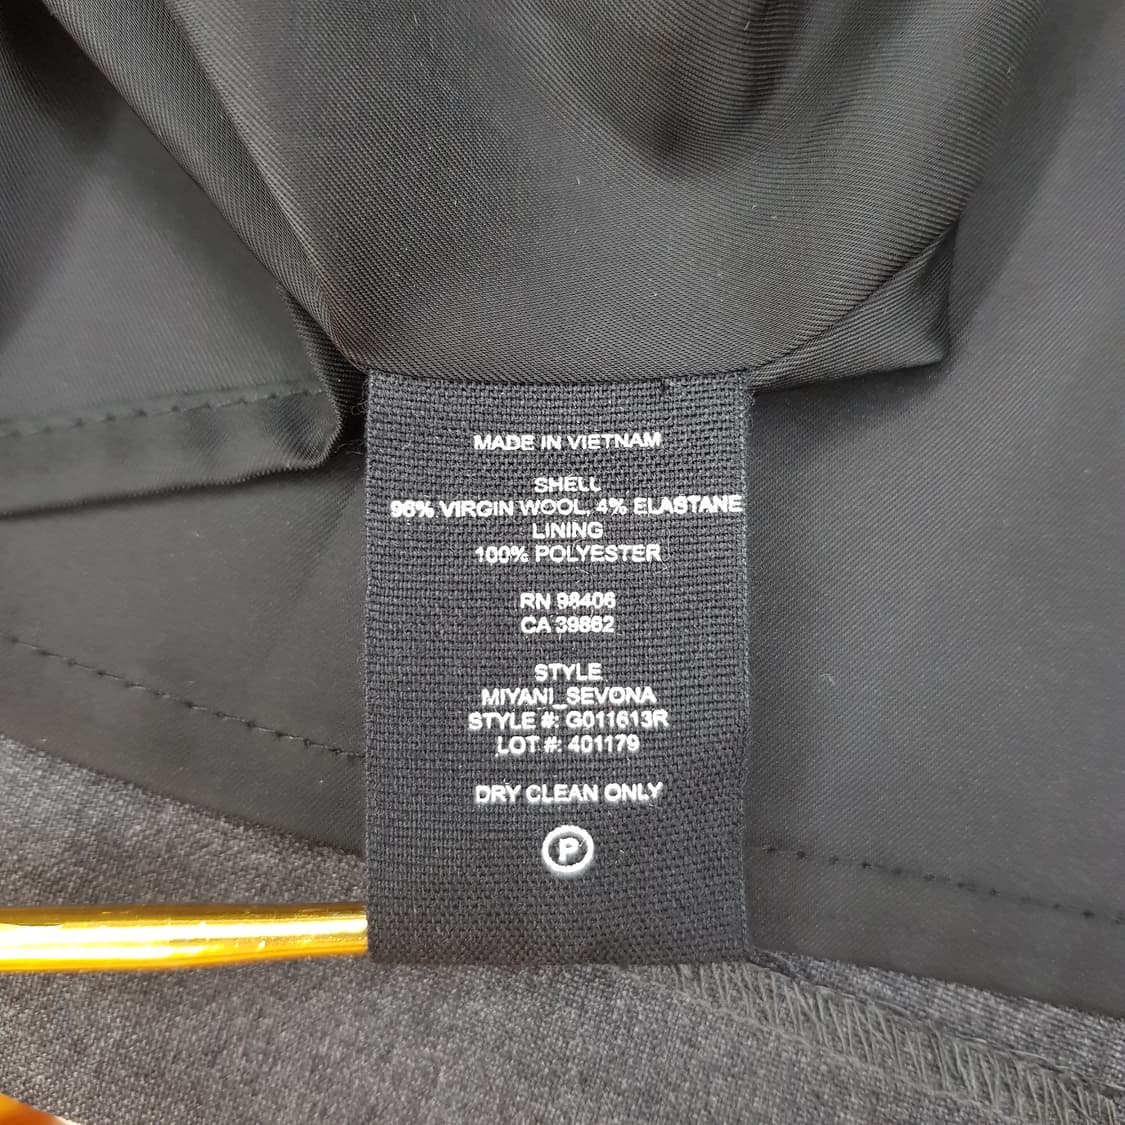 MADE IN VIETNAM
SHELL
96% VIRGIN WOOL, 4% ELASTANE
LINING
100% POLYESTER
RN 98406
CA 39862
STYLE
MIYANI_SEVONA
STYLE #: G011613R
LOT #: 401179
DRY CLEAN ONLY
P